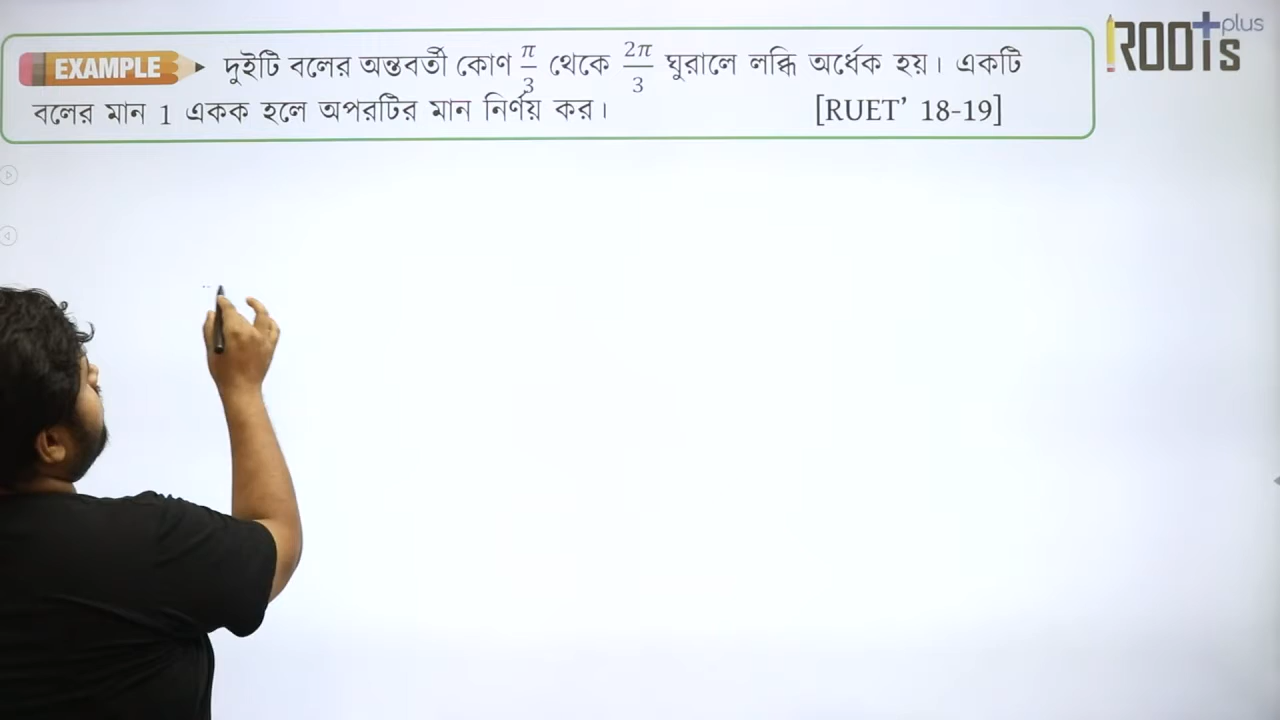 ROOTs plus
EXAMPLE দুইটি বলের অন্তবর্তী কোণ π/3 থেকে 2π/3 ঘুরালে লব্ধি অর্ধেক হয়। একটি
বলের মান 1 একক হলে অপরটির মান নির্ণয় কর। [RUET’ 18-19]